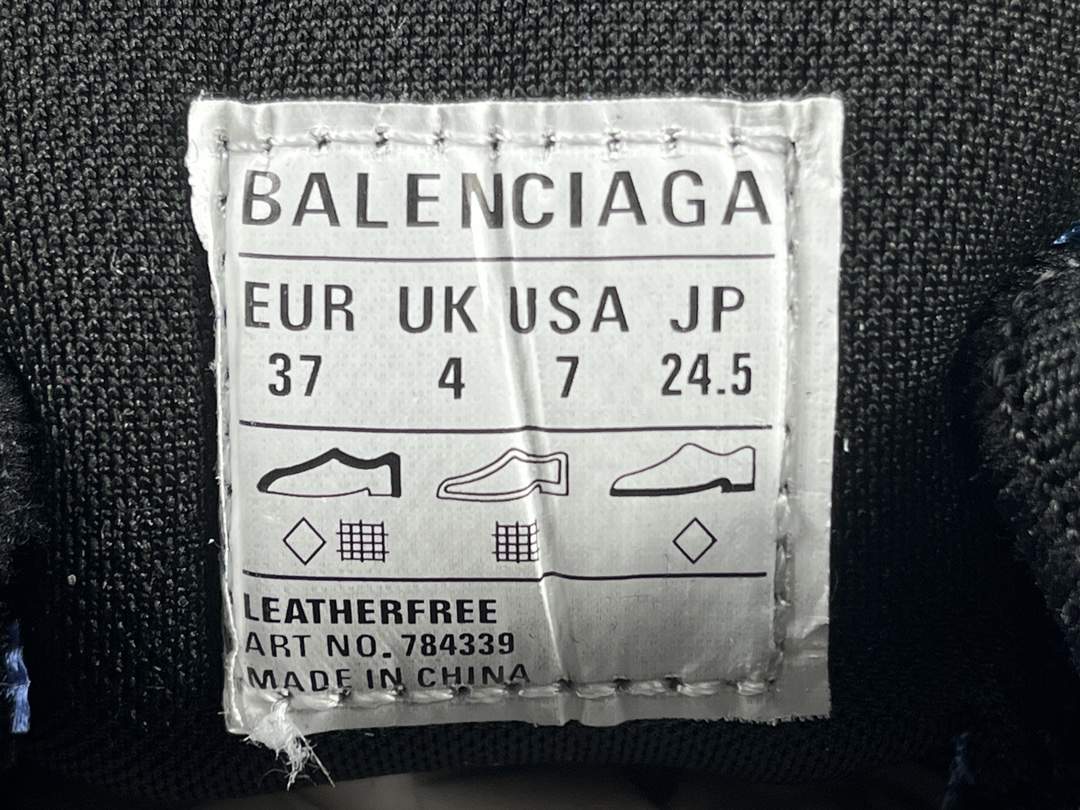 BALENCIAGA
EUR UK USA JP
37 4 7 24.5
LEATHERFREE
ART NO. 784339
MADE IN CHINA